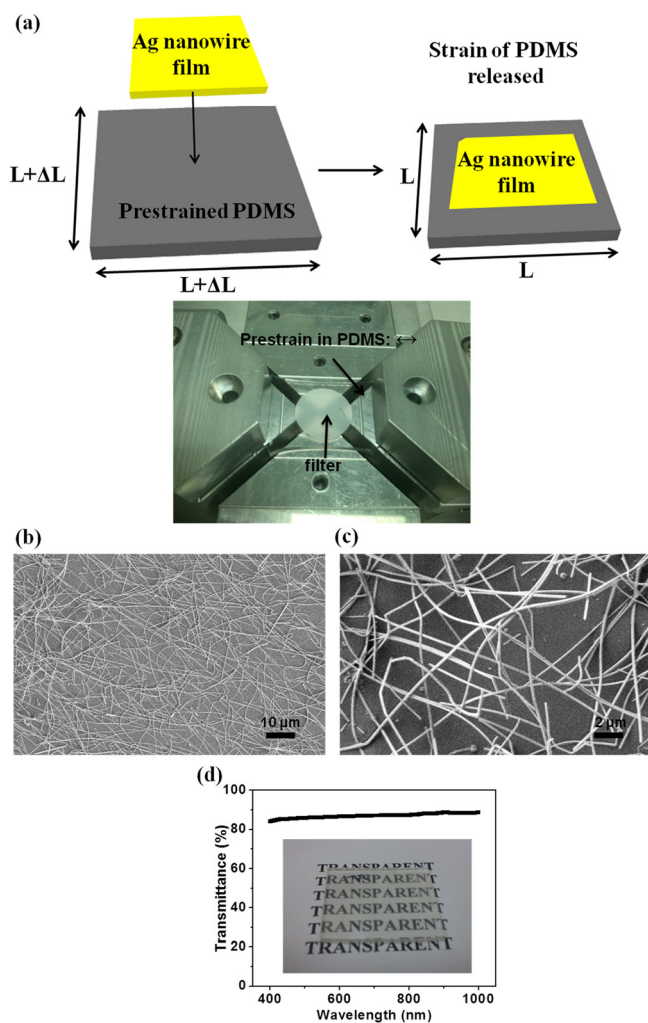 (a)
Ag nanowire
film
Strain of PDMS
released
L+ΔL
Prestrained PDMS
L
Ag nanowire
film
L+ΔL
L
Prestrain in PDMS: ↔
filter
(b)
(c)
10 μm
2 μm
(d)
Transmittance (%)
100
80
60
40
20
0
TRANSPARENT
TRANSPARENT
TRANSPARENT
TRANSPARENT
TRANSPARENT
TRANSPARENT
400
600
800
1000
Wavelength (nm)